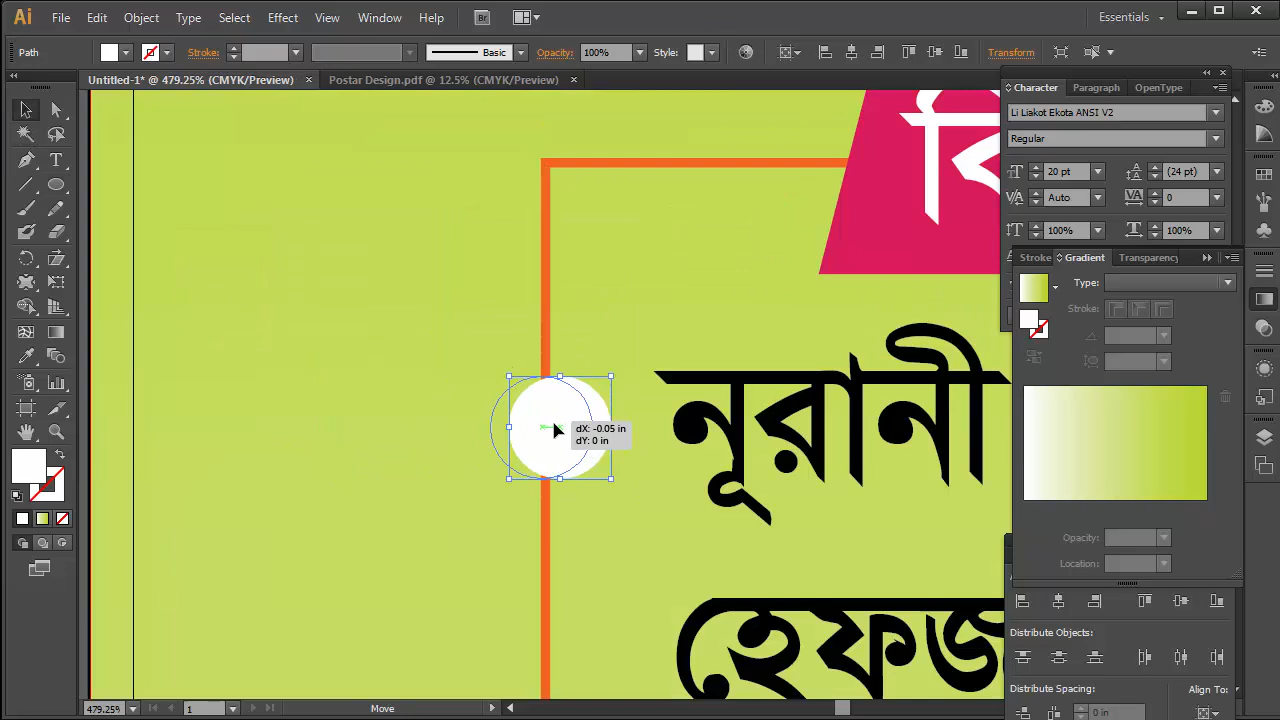 Ai File Edit Object Type Select Effect View Window Help Br Essentials
Path Stroke: Basic Opacity: 100% Style: Transform
Untitled-1* @ 479.25% (CMYK/Preview) × Postar Design.pdf @ 12.5% (CMYK/Preview) ×
Character Paragraph OpenType
Li Liakot Ekota ANSI V2
Regular
20 pt (24 pt)
Auto 0
100% 100%
Stroke Gradient Transparency
Type:
Stroke:
Opacity:
Location:
Distribute Objects:
Distribute Spacing: Align To:
0 in
নূরানী
dX: -0.05 in
dY: 0 in
479.25% 1 Move